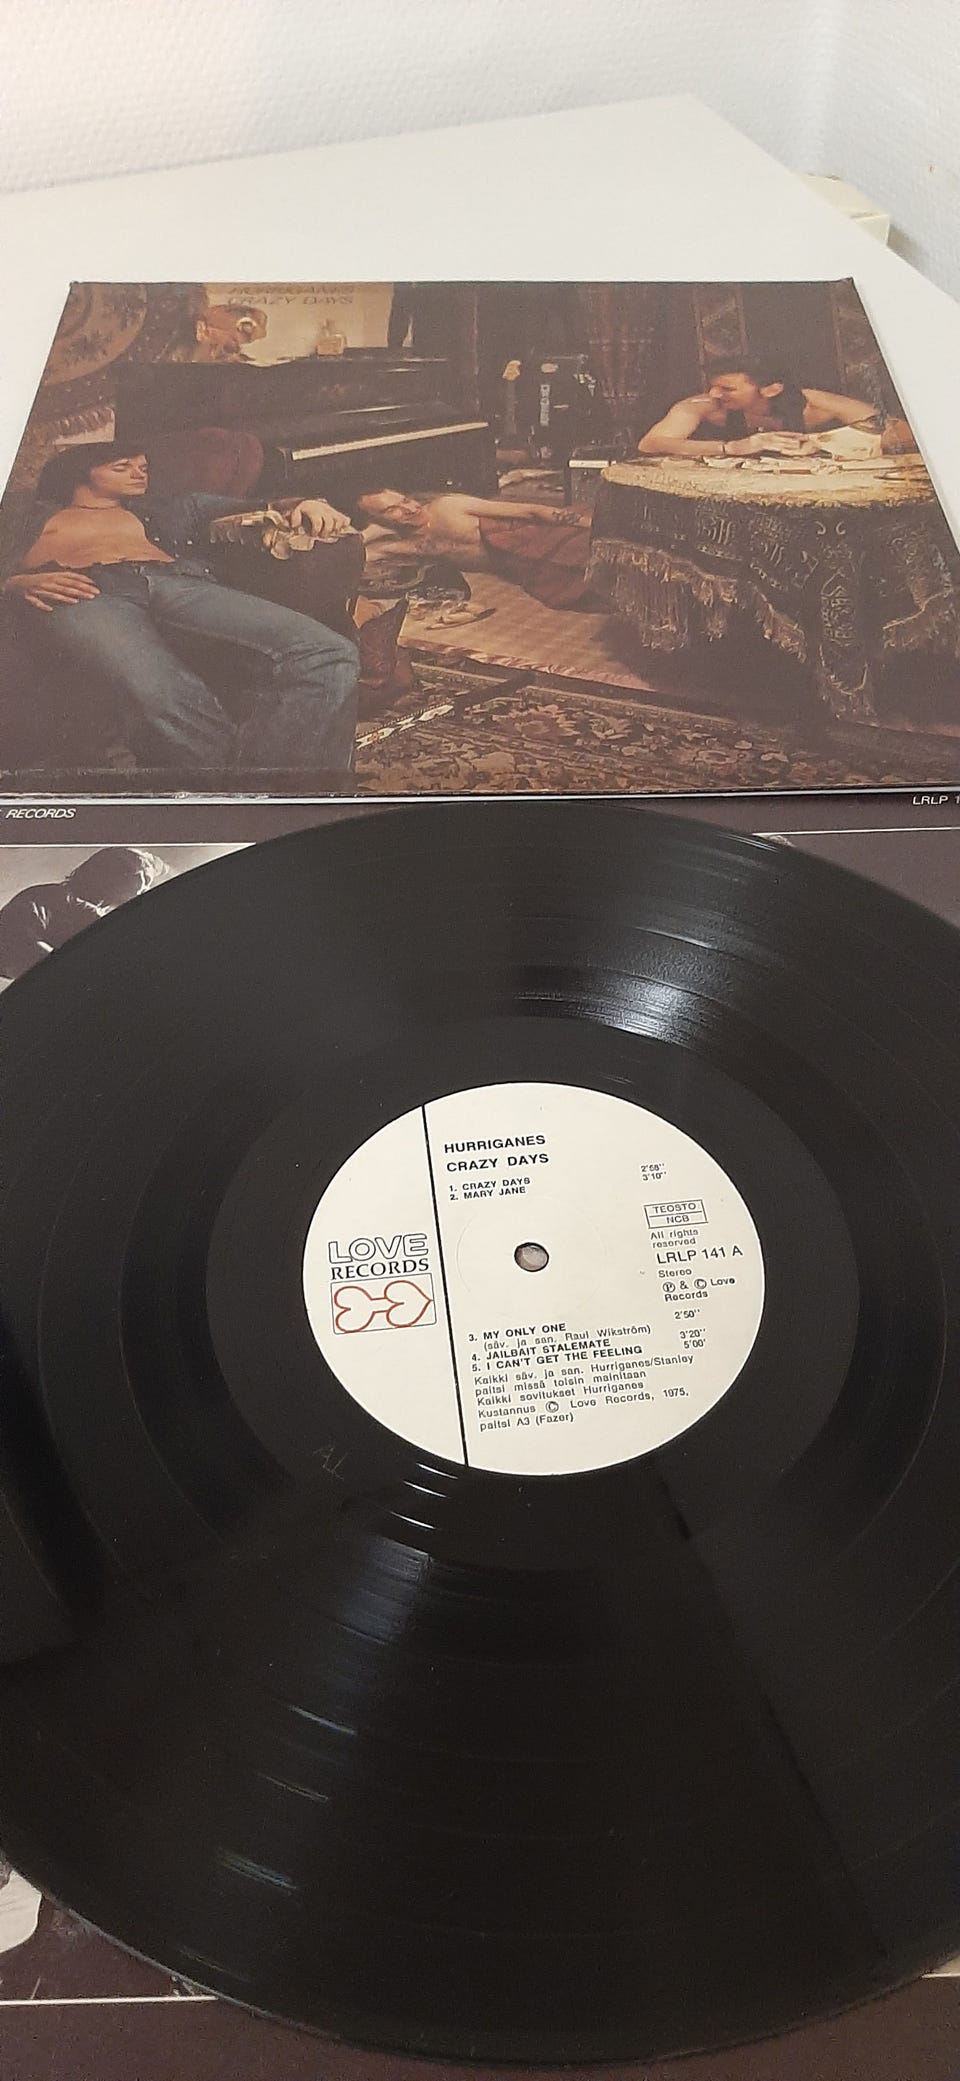 HURRIGANES
CRAZY DAYS
RECORDS
LRLP 1
HURRIGANES
CRAZY DAYS
1. CRAZY DAYS 2'58''
2. MARY JANE 3'10''
TEOSTO
NCB
All rights
reserved
LRLP 141 A
Stereo
Ⓟ & © Love
Records
LOVE
RECORDS
3. MY ONLY ONE 2'50''
(säv. ja san. Raul Wikström)
4. JAILBAIT STALEMATE 3'20''
5. I CAN'T GET THE FEELING 5'00'
Kaikki säv. ja san. Hurriganes/Stanley
paitsi missä toisin mainitaan
Kaikki sovitukset Hurriganes
Kustannus © Love Records, 1975,
paitsi A3 (Fazer)